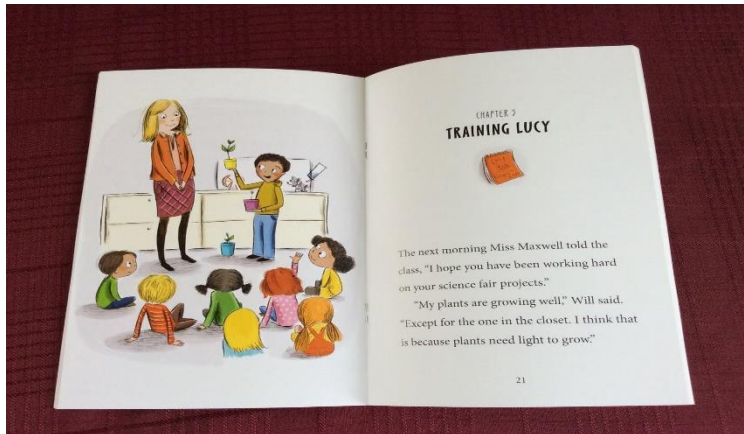 CHAPTER 5
TRAINING LUCY
The next morning Miss Maxwell told the
class, “I hope you have been working hard
on your science fair projects.”
“My plants are growing well,” Will said.
“Except for the one in the closet. I think that
is because plants need light to grow.”
21